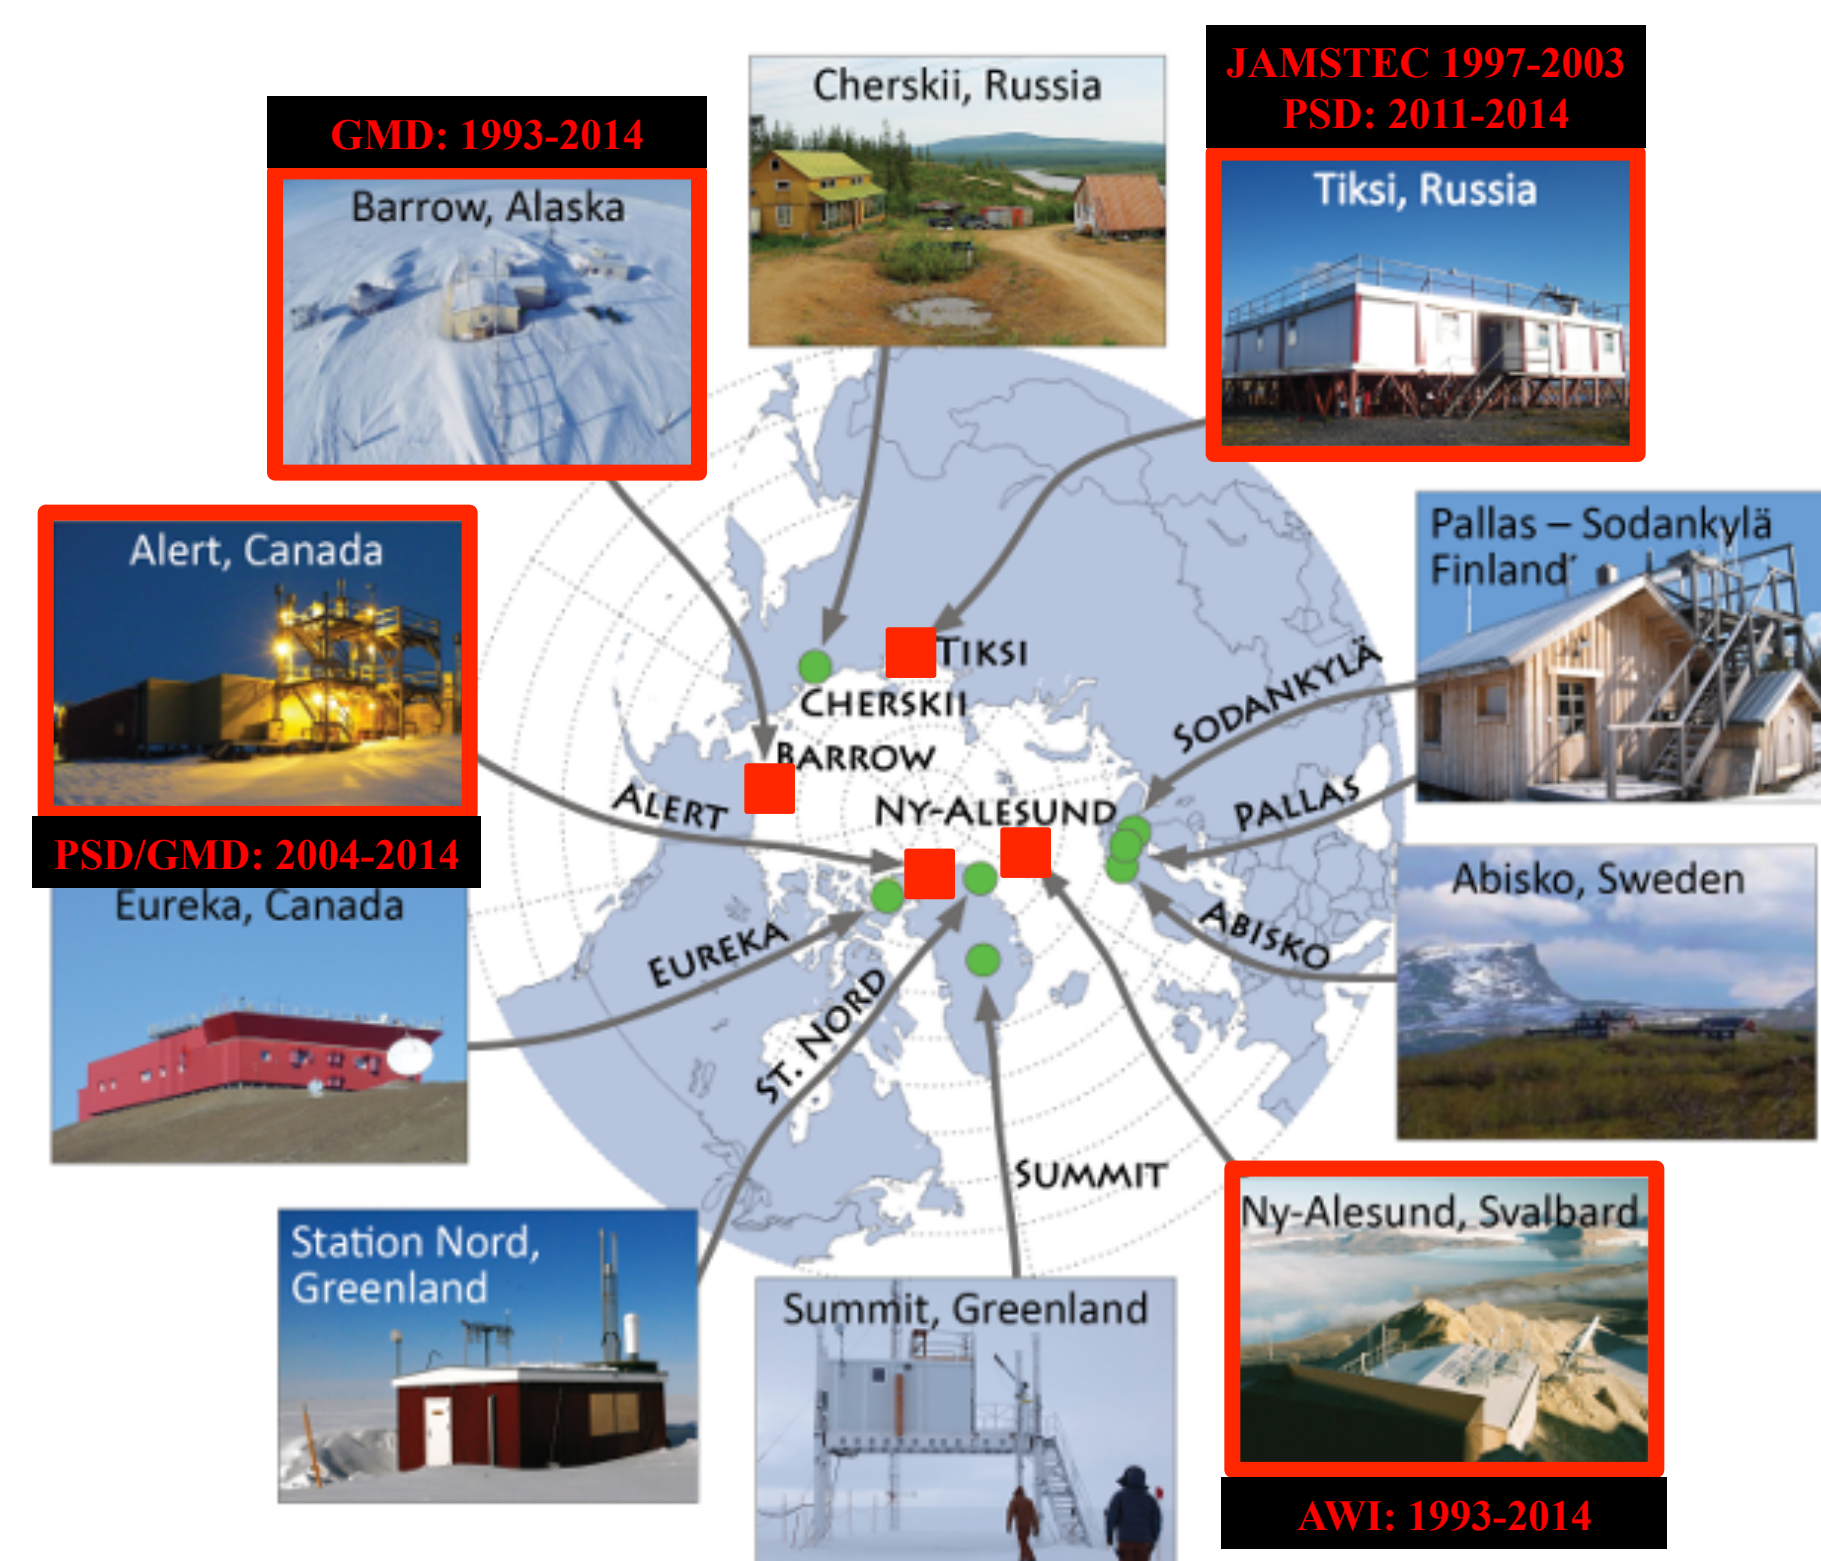 JAMSTEC 1997-2003
PSD: 2011-2014
GMD: 1993-2014
Cherskii, Russia
Barrow, Alaska
Tiksi, Russia
Alert, Canada
Pallas – Sodankylä
Finland
PSD/GMD: 2004-2014
Eureka, Canada
Abisko, Sweden
TIKSI
CHERSKII
SODANKYLÄ
BARROW
ALERT
NY-ALESUND
PALLAS
EUREKA
ABISKO
ST. NORD
SUMMIT
Station Nord,
Greenland
Summit, Greenland
Ny-Alesund, Svalbard
AWI: 1993-2014